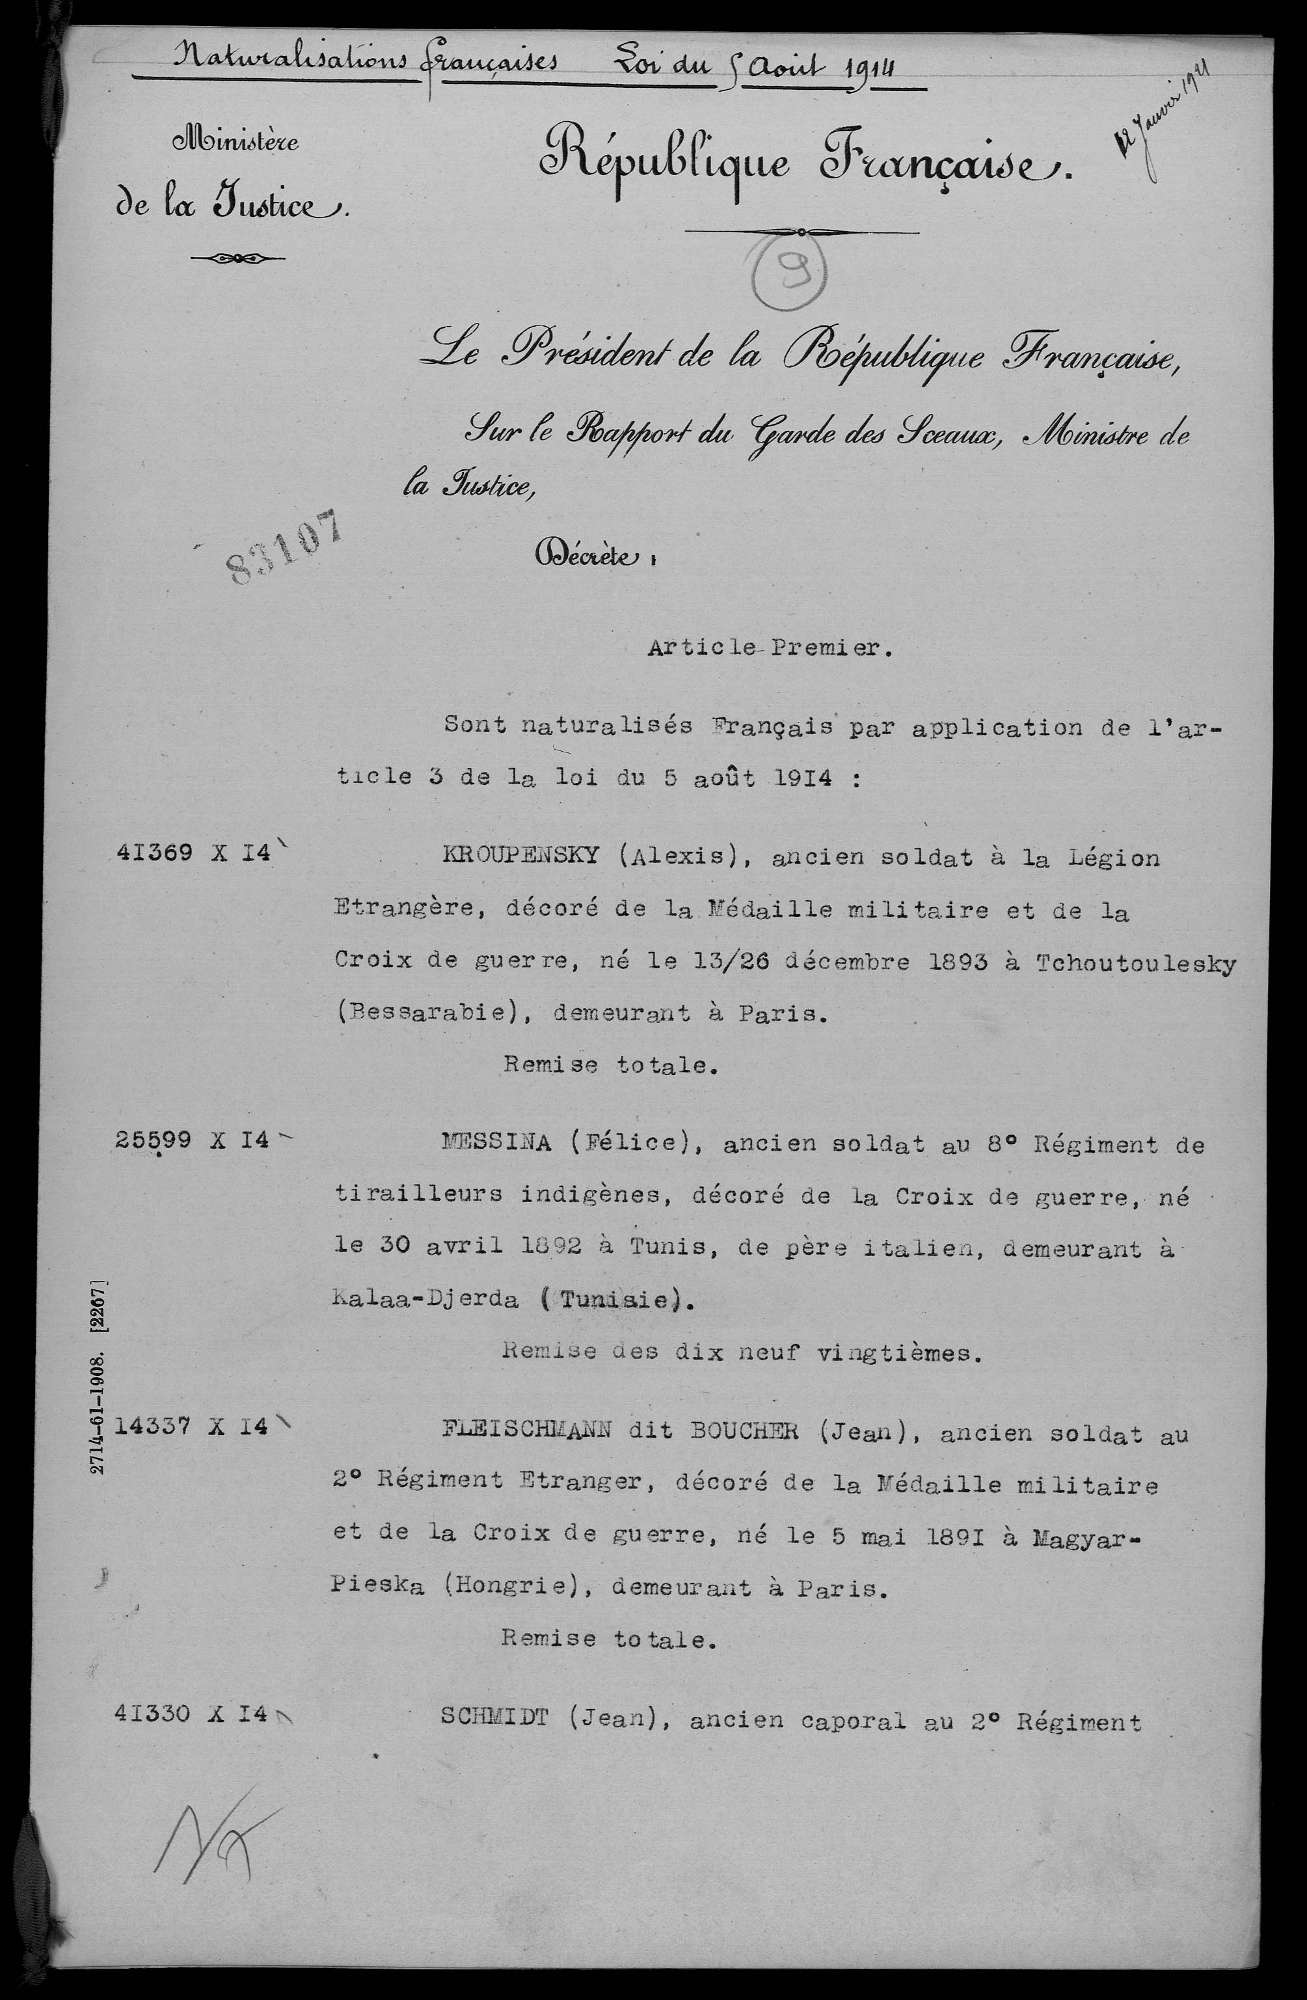 Naturalisations françaises Loi du 5 Août 1914
12 Janvier 1921
Ministère
de la Justice.
République Française.
9
Le Président de la République Française,
Sur le Rapport du Garde des Sceaux, Ministre de
la Justice,
83107
Décrète :
Article Premier.
Sont naturalisés Français par application de l'ar-
ticle 3 de la loi du 5 août 1914 :
41369 X 14 KROUPENSKY (Alexis), ancien soldat à la Légion
Etrangère, décoré de la Médaille militaire et de la
Croix de guerre, né le 13/26 décembre 1893 à Tchoutoulesky
(Bessarabie), demeurant à Paris.
Remise totale.
25599 X 14 MESSINA (Félice), ancien soldat au 8° Régiment de
tirailleurs indigènes, décoré de la Croix de guerre, né
le 30 avril 1892 à Tunis, de père italien, demeurant à
Kalaa-Djerda (Tunisie).
Remise des dix neuf vingtièmes.
2714-61-1908. [2267]
14337 X 14 FLEISCHMANN dit BOUCHER (Jean), ancien soldat au
2° Régiment Etranger, décoré de la Médaille militaire
et de la Croix de guerre, né le 5 mai 1891 à Magyar-
Pieska (Hongrie), demeurant à Paris.
Remise totale.
41330 X 14 SCHMIDT (Jean), ancien caporal au 2° Régiment